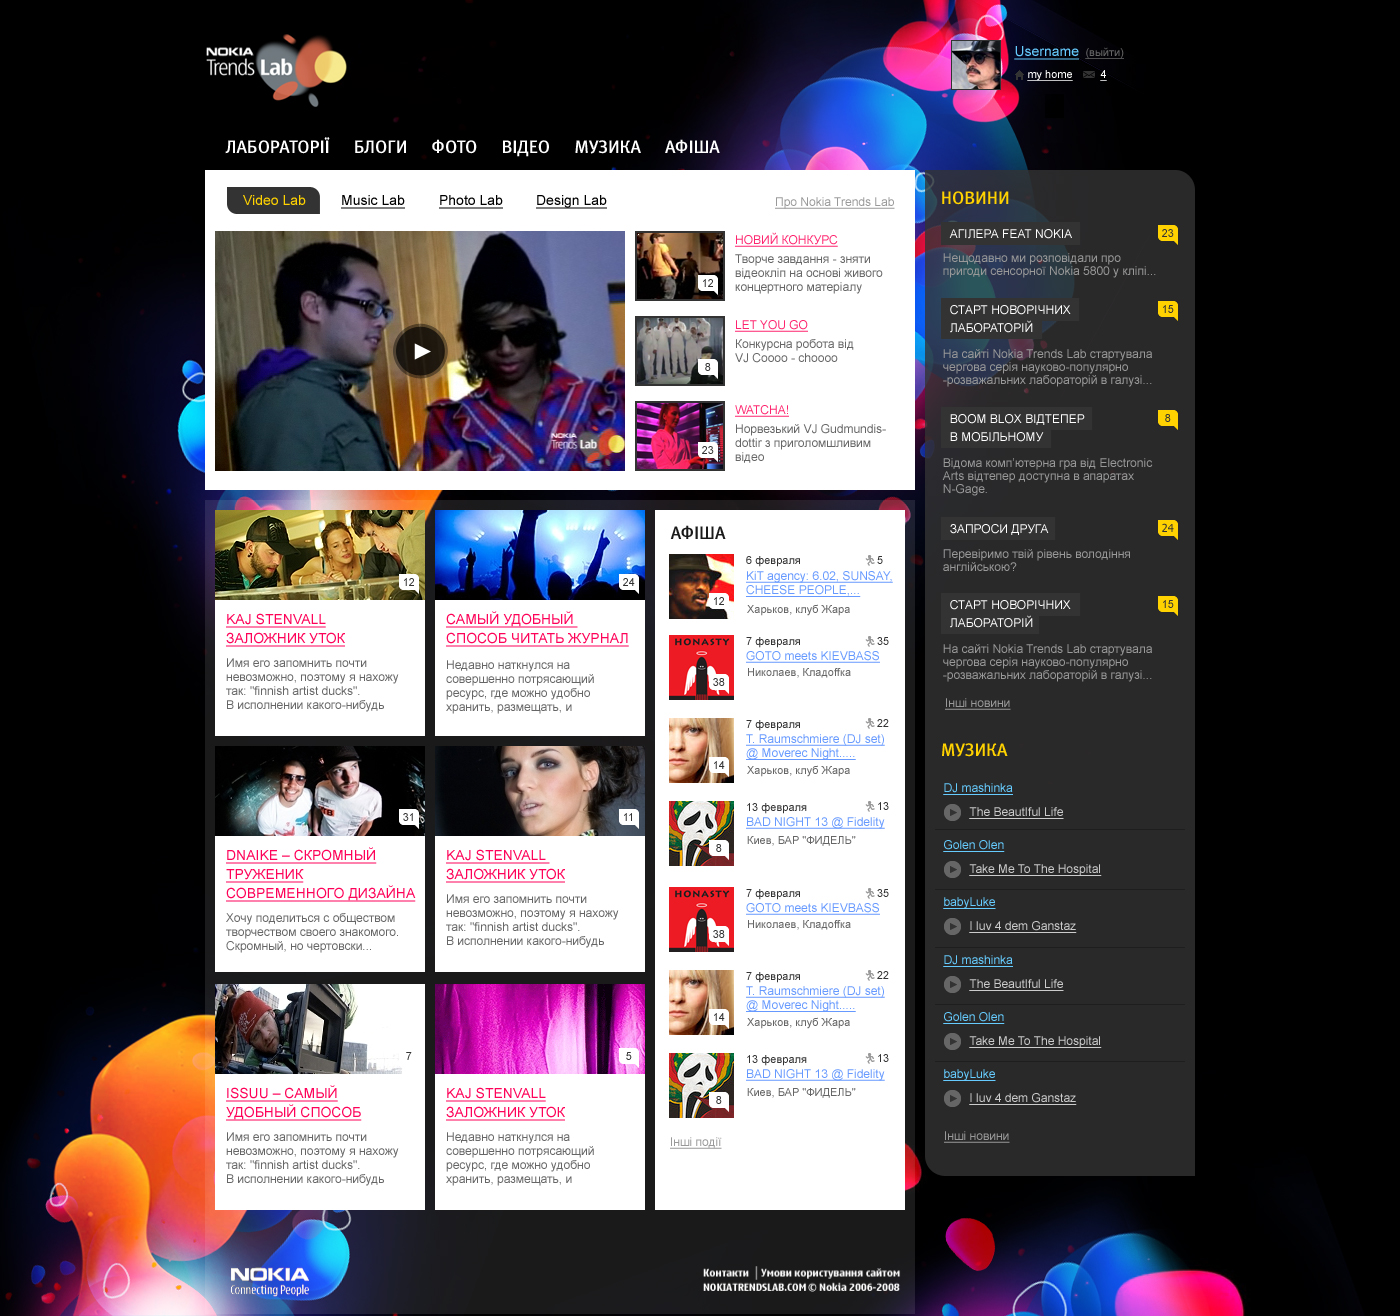 NOKIA
Trends Lab
Username (выйти)
my home 4
ЛАБОРАТОРІЇ БЛОГИ ФОТО ВІДЕО МУЗИКА АФІША
Video Lab Music Lab Photo Lab Design Lab Про Nokia Trends Lab
NOKIA
Trends Lab
12
НОВИЙ КОНКУРС
Творче завдання - зняти
відеокліп на основі живого
концертного матеріалу
8
LET YOU GO
Конкурсна робота від
VJ Coooo - choooo
23
WATCHA!
Норвезький VJ Gudmundis-
dottir з приголомшливим
відео
12
KAJ STENVALL
ЗАЛОЖНИК УТОК
Имя его запомнить почти
невозможно, поэтому я нахожу
так: "finnish artist ducks".
В исполнении какого-нибудь
24
САМЫЙ УДОБНЫЙ
СПОСОБ ЧИТАТЬ ЖУРНАЛ
Недавно наткнулся на
совершенно потрясающий
ресурс, где можно удобно
хранить, размещать, и
31
DNAIKE – СКРОМНЫЙ
ТРУЖЕНИК
СОВРЕМЕННОГО ДИЗАЙНА
Хочу поделиться с обществом
творчеством своего знакомого.
Скромный, но чертовски...
11
KAJ STENVALL
ЗАЛОЖНИК УТОК
Имя его запомнить почти
невозможно, поэтому я нахожу
так: "finnish artist ducks".
В исполнении какого-нибудь
7
ISSUU – САМЫЙ
УДОБНЫЙ СПОСОБ
Имя его запомнить почти
невозможно, поэтому я нахожу
так: "finnish artist ducks".
В исполнении какого-нибудь
5
KAJ STENVALL
ЗАЛОЖНИК УТОК
Недавно наткнулся на
совершенно потрясающий
ресурс, где можно удобно
хранить, размещать, и
АФІША
12
6 февраля 5
KiT agency: 6.02, SUNSAY,
CHEESE PEOPLE,...
Харьков, клуб Жара
HONASTY
38
7 февраля 35
GOTO meets KIEVBASS
Николаев, Кладоffка
14
7 февраля 22
T. Raumschmiere (DJ set)
@ Moverec Night.....
Харьков, клуб Жара
8
13 февраля 13
BAD NIGHT 13 @ Fidelity
Киев, БАР "ФИДЕЛЬ"
HONASTY
38
7 февраля 35
GOTO meets KIEVBASS
Николаев, Кладоffка
14
7 февраля 22
T. Raumschmiere (DJ set)
@ Moverec Night.....
Харьков, клуб Жара
8
13 февраля 13
BAD NIGHT 13 @ Fidelity
Киев, БАР "ФИДЕЛЬ"
Інші події
НОВИНИ
АГІЛЕРА FEAT NOKIA 23
Нещодавно ми розповідали про
пригоди сенсорної Nokia 5800 у кліпі...
СТАРТ НОВОРІЧНИХ 15
ЛАБОРАТОРІЙ
На сайті Nokia Trends Lab стартувала
чергова серія науково-популярно
-розважальних лабораторій в галузі...
BOOM BLOX ВІДТЕПЕР 8
В МОБІЛЬНОМУ
Відома комп'ютерна гра від Electronic
Arts відтепер доступна в апаратах
N-Gage.
ЗАПРОСИ ДРУГА 24
Перевіримо твій рівень володіння
англійською?
СТАРТ НОВОРІЧНИХ 15
ЛАБОРАТОРІЙ
На сайті Nokia Trends Lab стартувала
чергова серія науково-популярно
-розважальних лабораторій в галузі...
Інші новини
МУЗИКА
DJ mashinka
The Beautlful Life
Golen Olen
Take Me To The Hospital
babyLuke
I luv 4 dem Ganstaz
DJ mashinka
The Beautlful Life
Golen Olen
Take Me To The Hospital
babyLuke
I luv 4 dem Ganstaz
Інші новини
NOKIA
Connecting People
Контакти | Умови користування сайтом
NOKIATRENDSLAB.COM © Nokia 2006-2008